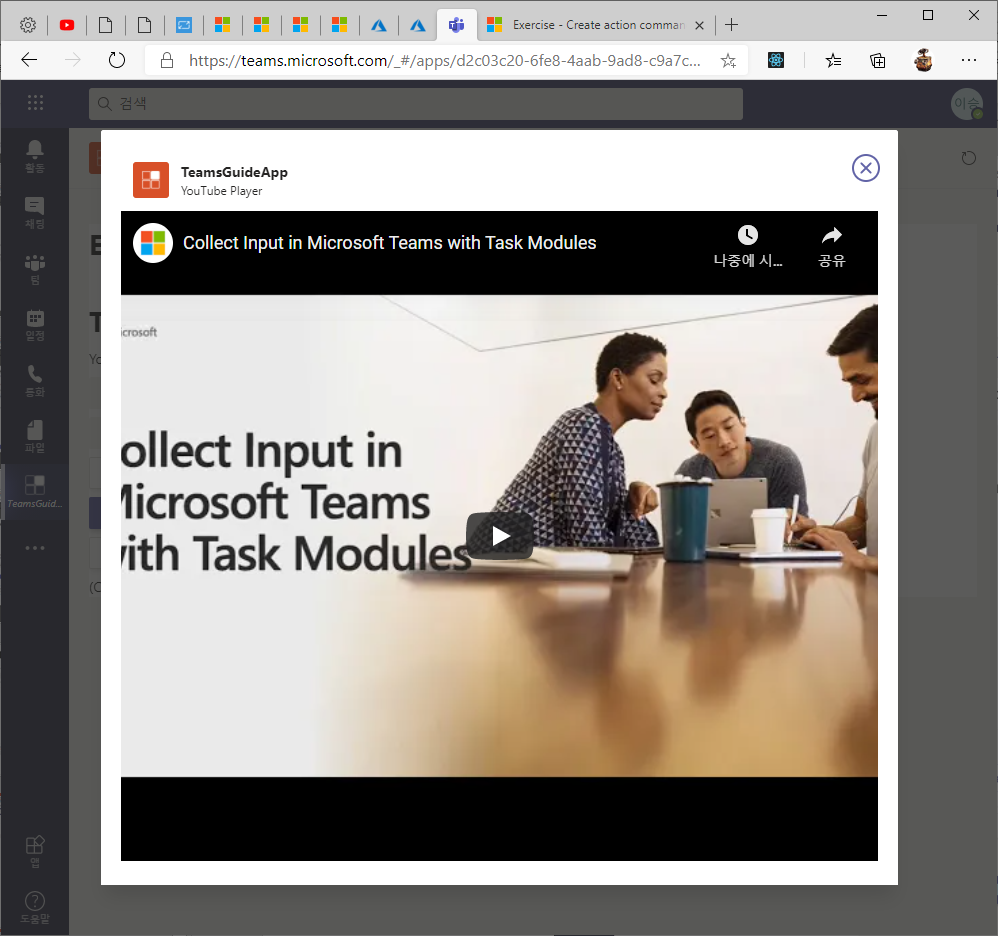 Exercise - Create action comman
https://teams.microsoft.com/_#/apps/d2c03c20-6fe8-4aab-9ad8-c9a7c...
검색
이승
활동
채팅
팀
일정
통화
파일
TeamsGuid...
앱
도움말
TeamsGuideApp
YouTube Player
Collect Input in Microsoft Teams with Task Modules
나중에 시...
공유
icrosoft
ollect Input in
Microsoft Teams
with Task Modules
E
T
Yo
(C